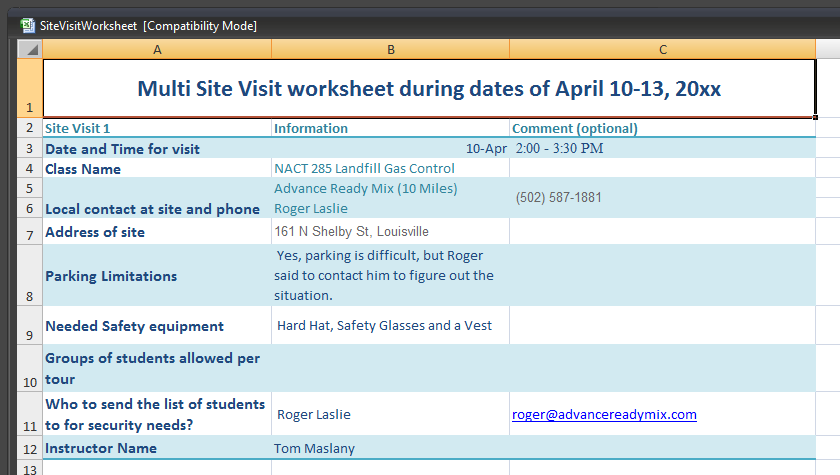 SiteVisitWorksheet [Compatibility Mode]
A B C
1 Multi Site Visit worksheet during dates of April 10-13, 20xx
2 Site Visit 1 Information Comment (optional)
3 Date and Time for visit 10-Apr 2:00 - 3:30 PM
4 Class Name NACT 285 Landfill Gas Control
5 Advance Ready Mix (10 Miles)
(502) 587-1881
6 Local contact at site and phone Roger Laslie
7 Address of site 161 N Shelby St, Louisville
Yes, parking is difficult, but Roger
Parking Limitations said to contact him to figure out the
8 situation.
9 Needed Safety equipment Hard Hat, Safety Glasses and a Vest
Groups of students allowed per
10 tour
Who to send the list of students
Roger Laslie roger@advancereadymix.com
11 to for security needs?
12 Instructor Name Tom Maslany
13